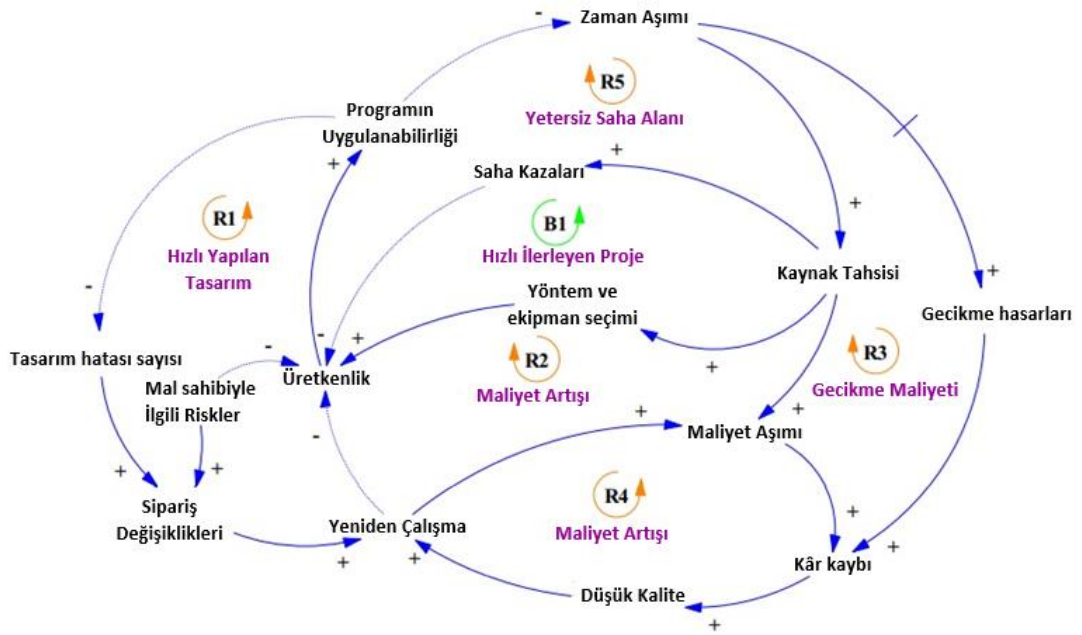 Zaman Aşımı
-
R5
Yetersiz Saha Alanı
Programın
Uygulanabilirliği
+
+
Saha Kazaları
+
R1
Hızlı Yapılan
Tasarım
B1
Hızlı İlerleyen Proje
Kaynak Tahsisi
+
-
Yöntem ve
ekipman seçimi
Gecikme hasarları
-
+
-
Tasarım hatası sayısı
Mal sahibiyle
İlgili Riskler
Üretkenlik
R2
Maliyet Artışı
+
R3
Gecikme Maliyeti
+
+
Maliyet Aşımı
-
+
+
R4
Maliyet Artışı
Sipariş
Değişiklikleri
Yeniden Çalışma
+
+
+
+
Kâr kaybı
Düşük Kalite
+